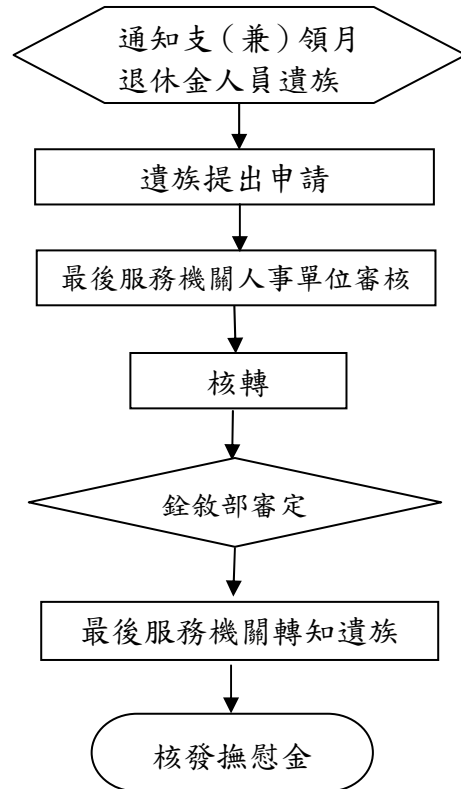 通知支（兼）領月
退休金人員遺族
遺族提出申請
最後服務機關人事單位審核
核轉
銓敘部審定
最後服務機關轉知遺族
核發撫慰金